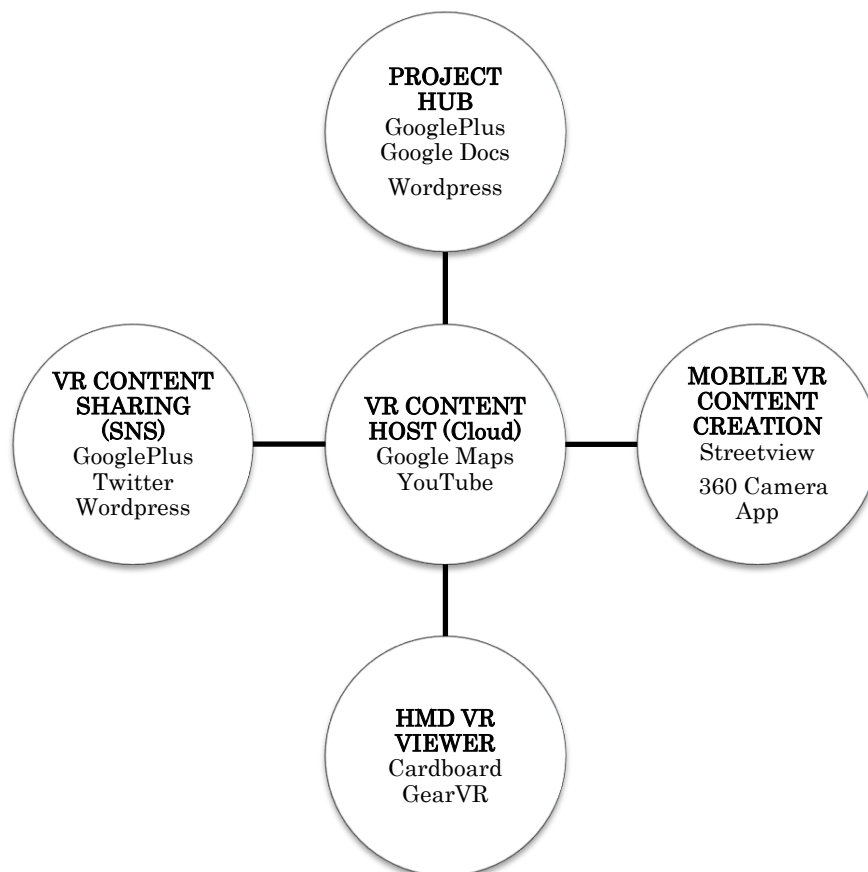 PROJECT
HUB
GooglePlus
Google Docs
Wordpress
VR CONTENT
SHARING
(SNS)
GooglePlus
Twitter
Wordpress
VR CONTENT
HOST (Cloud)
Google Maps
YouTube
MOBILE VR
CONTENT
CREATION
Streetview
360 Camera
App
HMD VR
VIEWER
Cardboard
GearVR